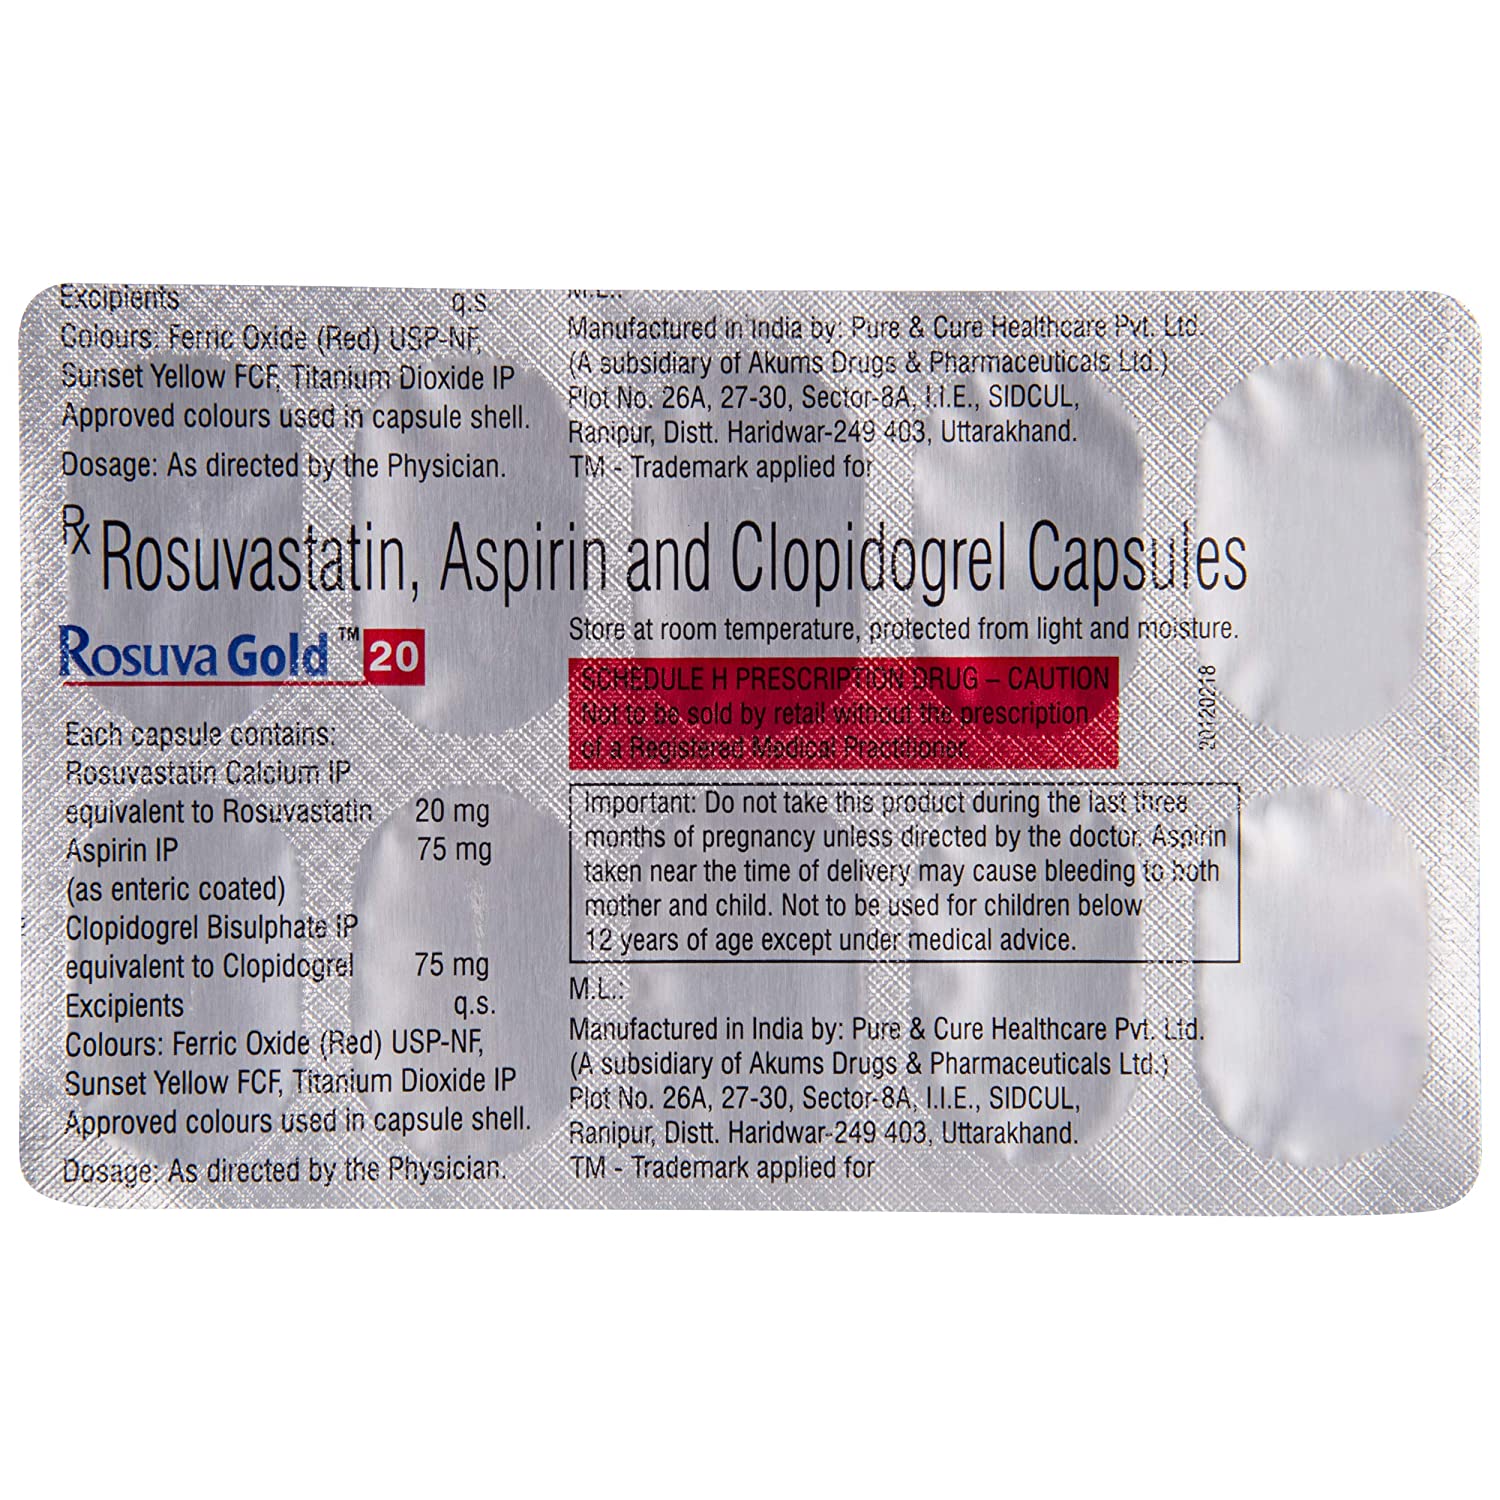 Excipients q.s.
Colours: Ferric Oxide (Red) USP-NF,
Sunset Yellow FCF, Titanium Dioxide IP
Approved colours used in capsule shell.
Dosage: As directed by the Physician.
M.L.:
Manufactured in India by: Pure & Cure Healthcare Pvt. Ltd.
(A subsidiary of Akums Drugs & Pharmaceuticals Ltd.)
Plot No. 26A, 27-30, Sector-8A, I.I.E., SIDCUL,
Ranipur, Distt. Haridwar-249 403, Uttarakhand.
TM - Trademark applied for
Rx Rosuvastatin, Aspirin and Clopidogrel Capsules
Rosuva Gold™ 20
Each capsule contains:
Rosuvastatin Calcium IP
equivalent to Rosuvastatin 20 mg
Aspirin IP 75 mg
(as enteric coated)
Clopidogrel Bisulphate IP
equivalent to Clopidogrel 75 mg
Excipients q.s.
Colours: Ferric Oxide (Red) USP-NF,
Sunset Yellow FCF, Titanium Dioxide IP
Approved colours used in capsule shell.
Dosage: As directed by the Physician.
Store at room temperature, protected from light and moisture.
SCHEDULE H PRESCRIPTION DRUG – CAUTION
Not to be sold by retail without the prescription
of a Registered Medical Practitioner.
20120218
Important: Do not take this product during the last three
months of pregnancy unless directed by the doctor. Aspirin
taken near the time of delivery may cause bleeding to both
mother and child. Not to be used for children below
12 years of age except under medical advice.
M.L.:
Manufactured in India by: Pure & Cure Healthcare Pvt. Ltd.
(A subsidiary of Akums Drugs & Pharmaceuticals Ltd.)
Plot No. 26A, 27-30, Sector-8A, I.I.E., SIDCUL,
Ranipur, Distt. Haridwar-249 403, Uttarakhand.
TM - Trademark applied for